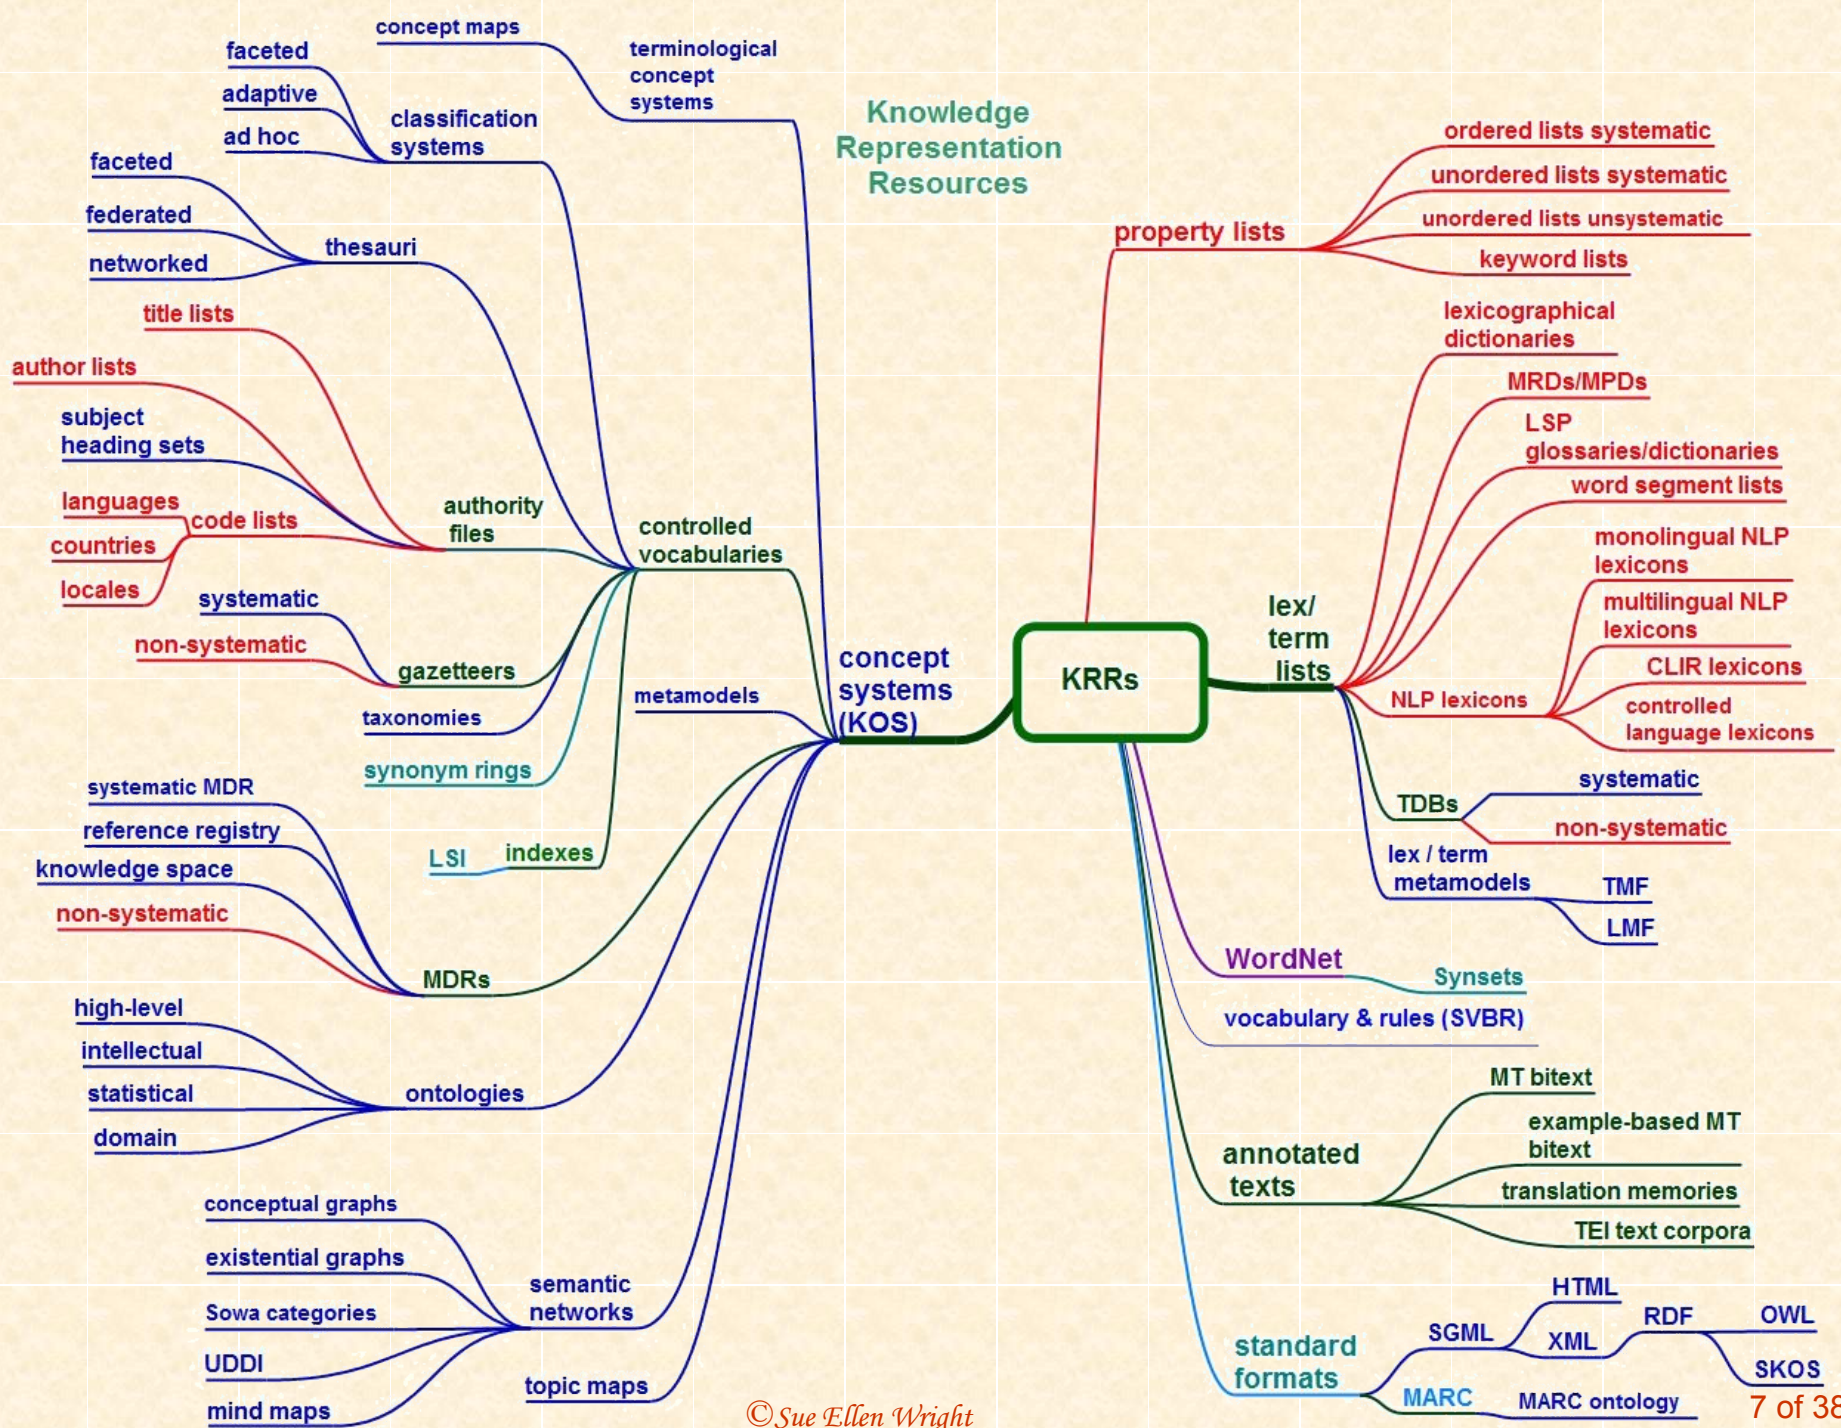 concept maps
terminological
concept
systems
faceted
adaptive
ad hoc
classification
systems
faceted
federated
networked
thesauri
title lists
author lists
subject
heading sets
languages
countries
locales
code lists
authority
files
controlled
vocabularies
systematic
non-systematic
gazetteers
taxonomies
synonym rings
LSI
indexes
metamodels
concept
systems
(KOS)
systematic MDR
reference registry
knowledge space
non-systematic
MDRs
high-level
intellectual
statistical
domain
ontologies
conceptual graphs
existential graphs
Sowa categories
UDDI
mind maps
semantic
networks
topic maps
Knowledge
Representation
Resources
KRRs
property lists
ordered lists systematic
unordered lists systematic
unordered lists unsystematic
keyword lists
lex/
term
lists
lexicographical
dictionaries
MRDs/MPDs
LSP
glossaries/dictionaries
word segment lists
NLP lexicons
monolingual NLP
lexicons
multilingual NLP
lexicons
CLIR lexicons
controlled
language lexicons
TDBs
systematic
non-systematic
lex / term
metamodels
TMF
LMF
WordNet
Synsets
vocabulary & rules (SVBR)
annotated
texts
MT bitext
example-based MT
bitext
translation memories
TEI text corpora
standard
formats
SGML
HTML
XML
RDF
OWL
SKOS
MARC
MARC ontology
©Sue Ellen Wright
7 of 38